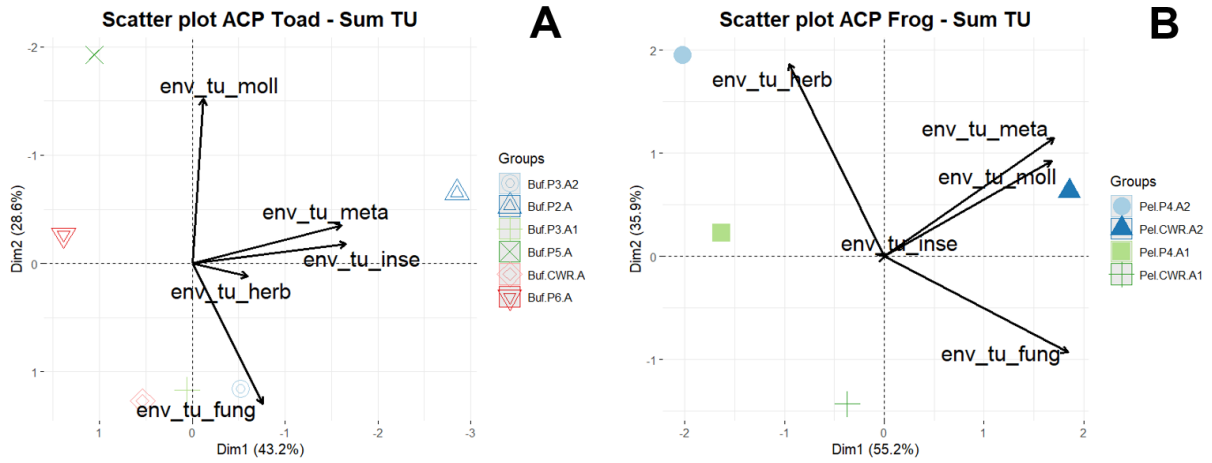 Scatter plot ACP Toad - Sum TU
A
-2
-1
0
1
Dim2 (28.6%)
env_tu_moll
env_tu_meta
env_tu_inse
env_tu_herb
env_tu_fung
1
0
-1
-2
-3
Dim1 (43.2%)
Groups
Buf.P3.A2
Buf.P2.A
Buf.P3.A1
Buf.P5.A
Buf.CWR.A
Buf.P6.A
Scatter plot ACP Frog - Sum TU
B
2
1
0
-1
Dim2 (35.9%)
env_tu_herb
env_tu_meta
env_tu_moll
env_tu_inse
env_tu_fung
-2
-1
0
1
2
Dim1 (55.2%)
Groups
Pel.P4.A2
Pel.CWR.A2
Pel.P4.A1
Pel.CWR.A1